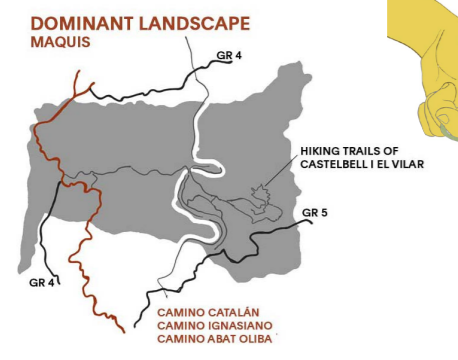 DOMINANT LANDSCAPE
MAQUIS
GR 4
HIKING TRAILS OF
CASTELBELL I EL VILAR
GR 5
GR 4
CAMINO CATALÁN
CAMINO IGNASIANO
CAMINO ABAT OLIBA